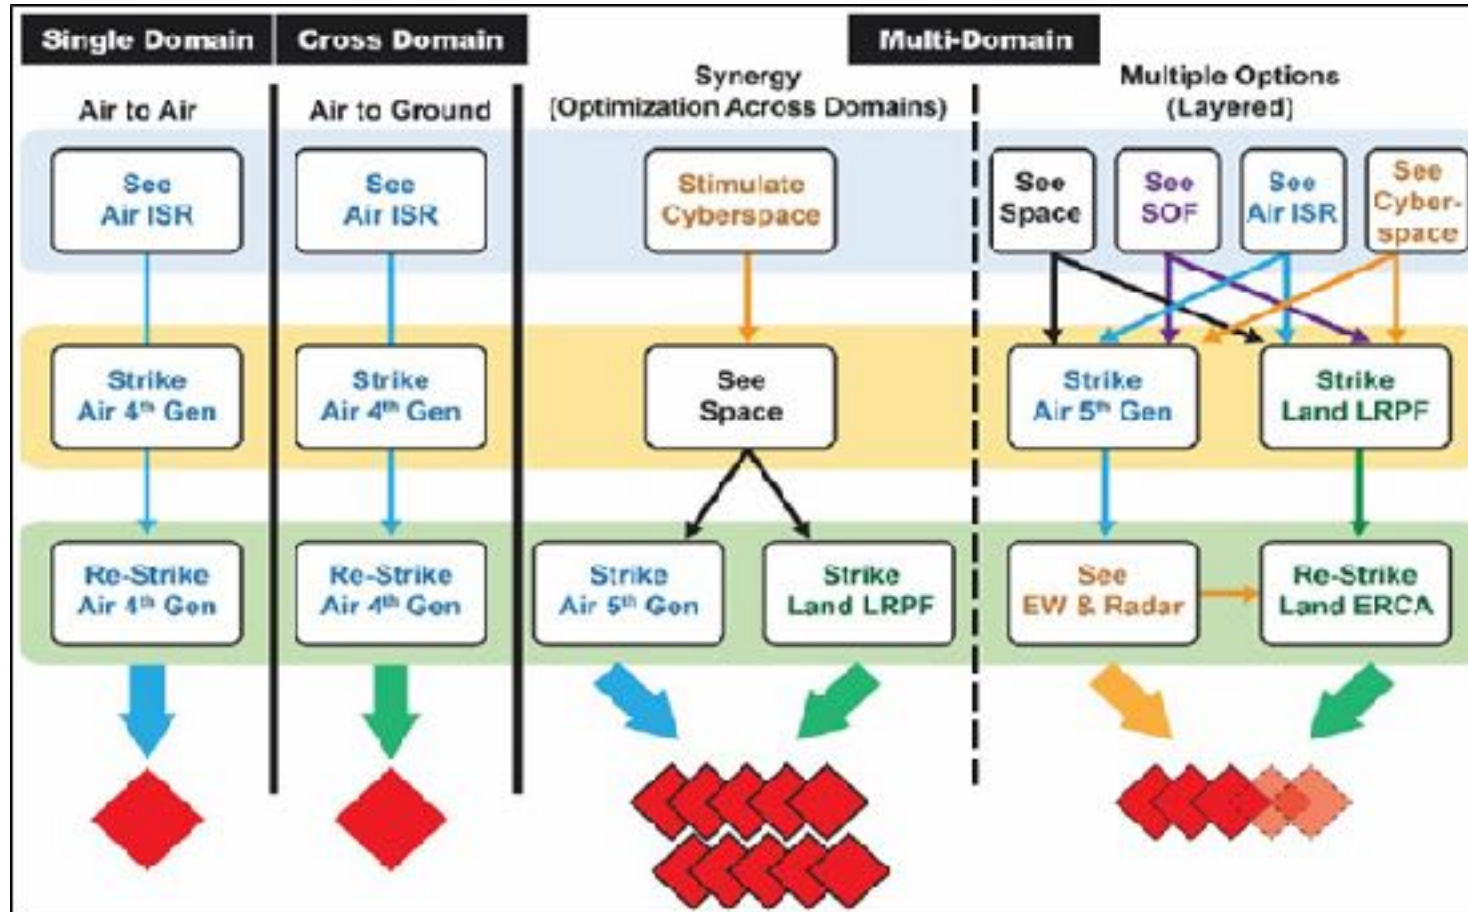 Single Domain
Cross Domain
Multi-Domain
Air to Air
Air to Ground
Synergy
(Optimization Across Domains)
Multiple Options
(Layered)
See
Air ISR
See
Air ISR
Stimulate
Cyberspace
See
Space
See
SOF
See
Air ISR
See
Cyber-
space
Strike
Air 4th Gen
Strike
Air 4th Gen
See
Space
Strike
Air 5th Gen
Strike
Land LRPF
Re-Strike
Air 4th Gen
Re-Strike
Air 4th Gen
Strike
Air 5th Gen
Strike
Land LRPF
See
EW & Radar
Re-Strike
Land ERCA